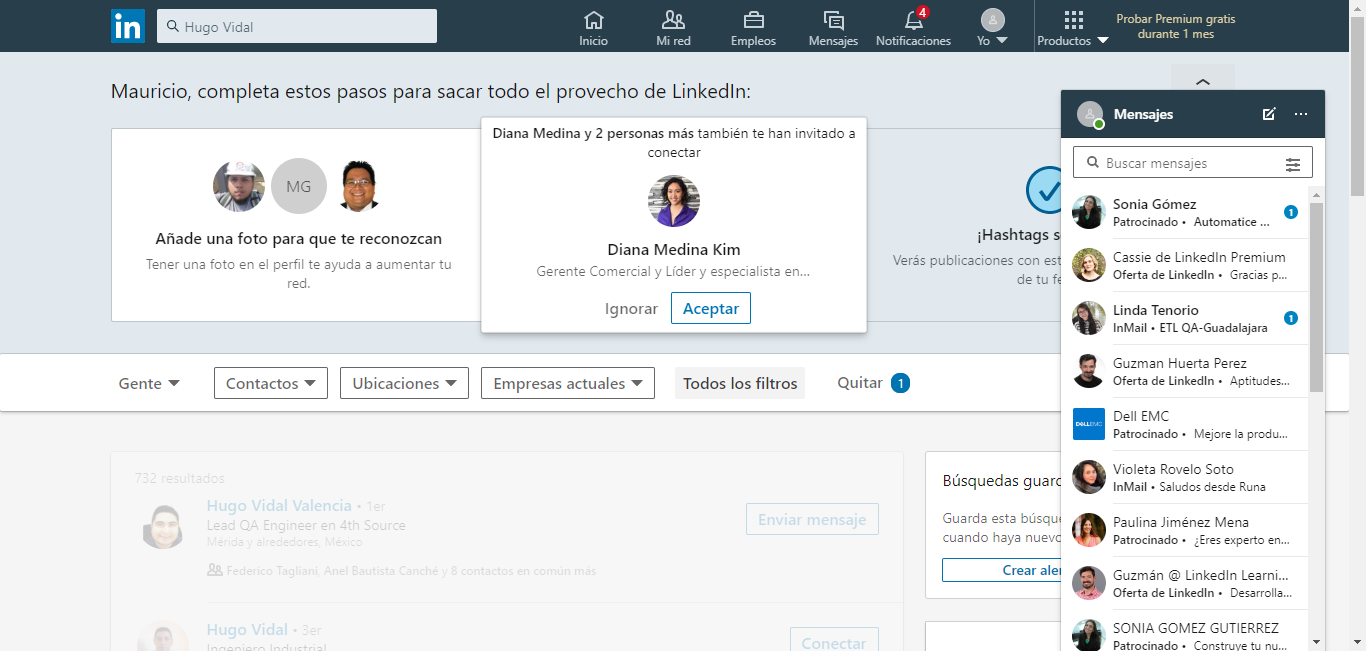 in
Hugo Vidal
Inicio
Mi red
Empleos
Mensajes
4
Notificaciones
Yo
Productos
Probar Premium gratis
durante 1 mes
Mauricio, completa estos pasos para sacar todo el provecho de LinkedIn:
MG
Añade una foto para que te reconozcan
Tener una foto en el perfil te ayuda a aumentar tu
red.
Diana Medina y 2 personas más también te han invitado a
conectar
Diana Medina Kim
Gerente Comercial y Líder y especialista en...
Ignorar
Aceptar
¡Hashtags s
Verás publicaciones con est
de tu fe
Gente
Contactos
Ubicaciones
Empresas actuales
Todos los filtros
Quitar 1
732 resultados
Hugo Vidal Valencia • 1er
Lead QA Engineer en 4th Source
Mérida y alrededores, México
Federico Tagliani, Anel Bautista Canché y 8 contactos en común más
Enviar mensaje
Hugo Vidal • 3er
Ingeniero Industrial
Conectar
Búsquedas guard
Guarda esta búsque
cuando haya nuevo
Crear aler
Mensajes
Buscar mensajes
Sonia Gómez
Patrocinado • Automatice ...
1
Cassie de LinkedIn Premium
Oferta de LinkedIn • Gracias p...
Linda Tenorio
InMail • ETL QA-Guadalajara
1
Guzman Huerta Perez
Oferta de LinkedIn • Aptitudes...
DELL EMC
Dell EMC
Patrocinado • Mejore la produ...
Violeta Rovelo Soto
InMail • Saludos desde Runa
Paulina Jiménez Mena
Patrocinado • ¿Eres experto en...
Guzmán @ LinkedIn Learni...
Oferta de LinkedIn • Desarrolla...
SONIA GOMEZ GUTIERREZ
Patrocinado • Construye tu nu...